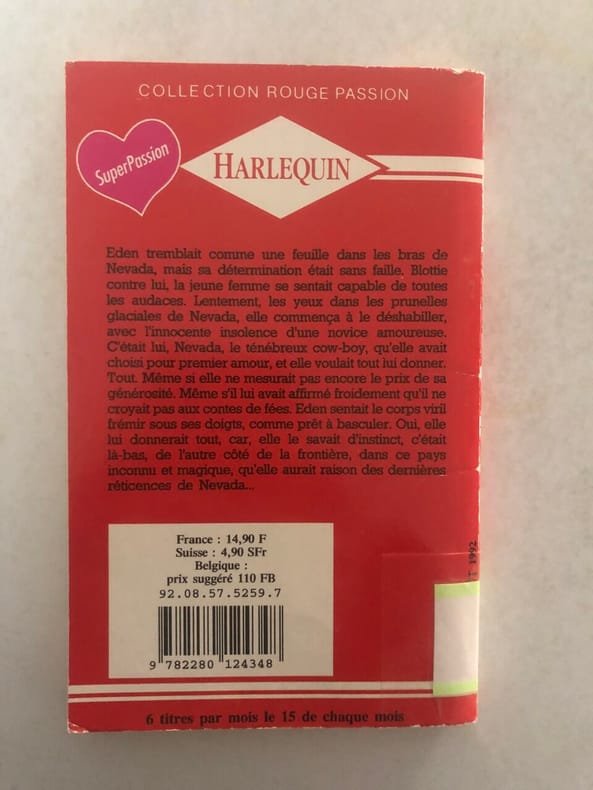 COLLECTION ROUGE PASSION
SuperPassion
HARLEQUIN
Eden tremblait comme une feuille dans les bras de
Nevada, mais sa détermination était sans faille. Blottie
contre lui, la jeune femme se sentait capable de toutes
les audaces. Lentement, les yeux dans les prunelles
glaciales de Nevada, elle commença à le déshabiller,
avec l'innocente insolence d'une novice amoureuse.
C'était lui, Nevada, le ténébreux cow-boy, qu'elle avait
choisi pour premier amour, et elle voulait tout lui donner.
Tout. Même si elle ne mesurait pas encore le prix de sa
générosité. Même s'il lui avait affirmé froidement qu'il ne
croyait pas aux contes de fées. Eden sentait le corps viril
frémir sous ses doigts, comme prêt à basculer. Oui, elle
lui donnerait tout, car, elle le savait d'instinct, c'était
là-bas, de l'autre côté de la frontière, dans ce pays
inconnu et magique, qu'elle aurait raison des dernières
réticences de Nevada...
France : 14,90 F
Suisse : 4,90 SFr
Belgique :
prix suggéré 110 FB
92.08.57.5259.7
9 782280 124348
1992
6 titres par mois le 15 de chaque mois